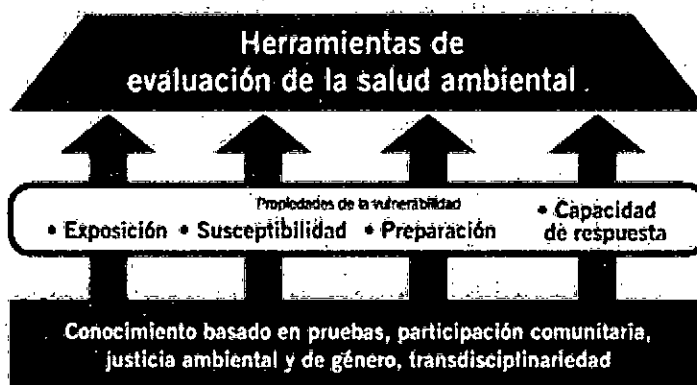 Herramientas de
evaluación de la salud ambiental
Propiedades de la vulnerabilidad
• Exposición • Susceptibilidad • Preparación • Capacidad
de respuesta
Conocimiento basado en pruebas, participación comunitaria,
justicia ambiental y de género, transdisciplinariedad